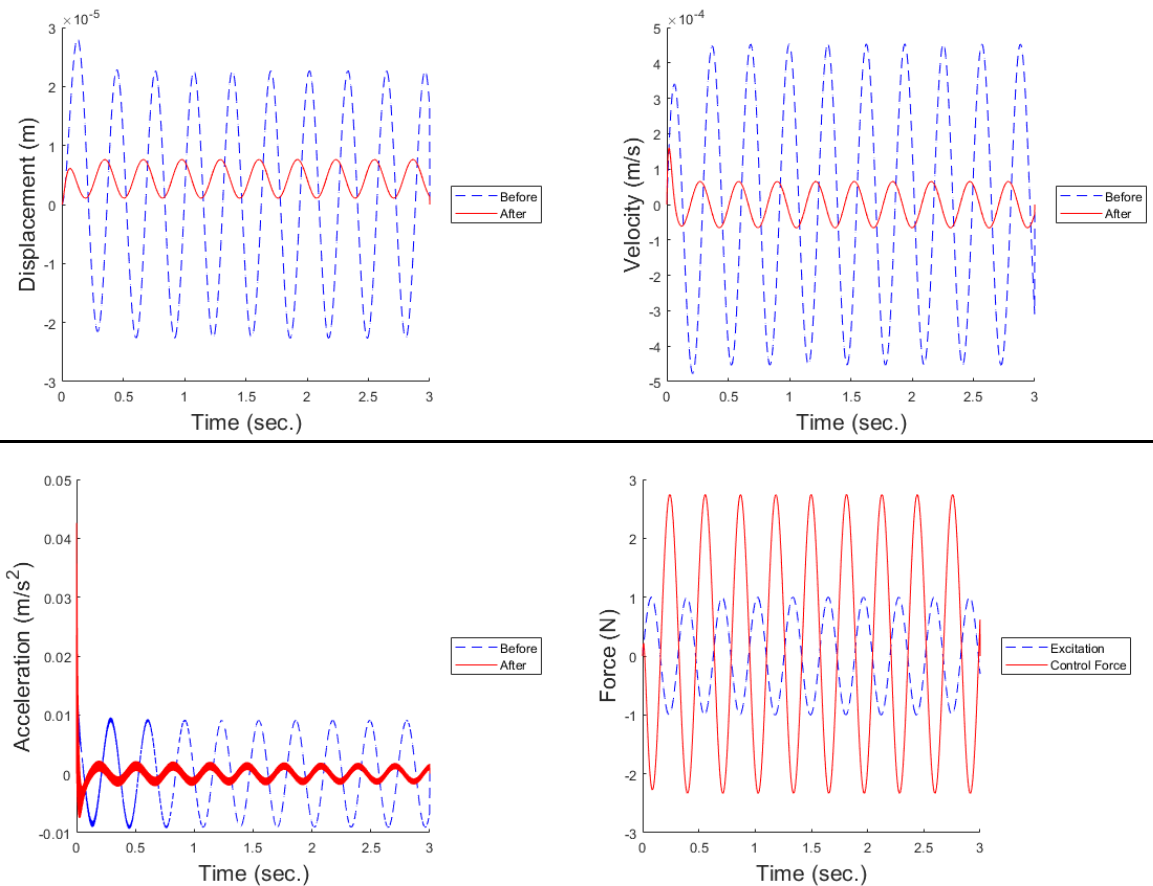 ×10⁻⁵
3
2
1
0
-1
-2
-3
Displacement (m)
0 0.5 1 1.5 2 2.5 3
Time (sec.)
Before
After
×10⁻⁴
5
4
3
2
1
0
-1
-2
-3
-4
-5
Velocity (m/s)
0 0.5 1 1.5 2 2.5 3
Time (sec.)
Before
After
0.05
0.04
0.03
0.02
0.01
0
-0.01
Acceleration (m/s²)
0 0.5 1 1.5 2 2.5 3
Time (sec.)
Before
After
3
2
1
0
-1
-2
-3
Force (N)
0 0.5 1 1.5 2 2.5 3
Time (sec.)
Excitation
Control Force